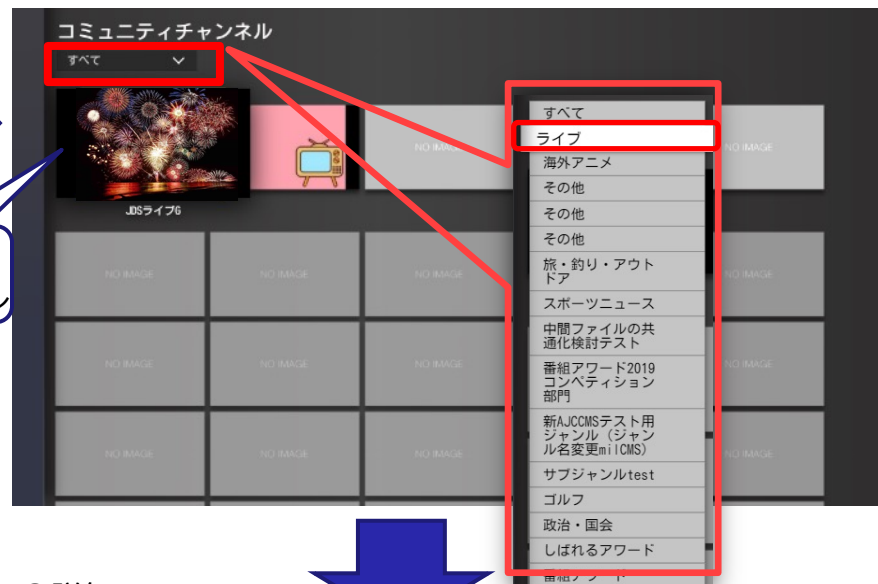 コミュニティチャンネル
すべて
NO IMAGE
NO IMAGE
JDSライブG
NO IMAGE
NO IMAGE
NO IMAGE
NO IMAGE
NO IMAGE
NO IMAGE
NO IMAGE
NO IMAGE
NO IMAGE
NO IMAGE
NO IMAGE
NO IMAGE
すべて
ライブ
海外アニメ
その他
その他
その他
旅・釣り・アウト
ドア
スポーツニュース
中間ファイルの共
通化検討テスト
番組アワード2019
コンペティション
部門
新AJCCMSテスト用
ジャンル（ジャン
ル名変更milCMS）
サブジャンルtest
ゴルフ
政治・国会
しばれるアワード
番組アワード